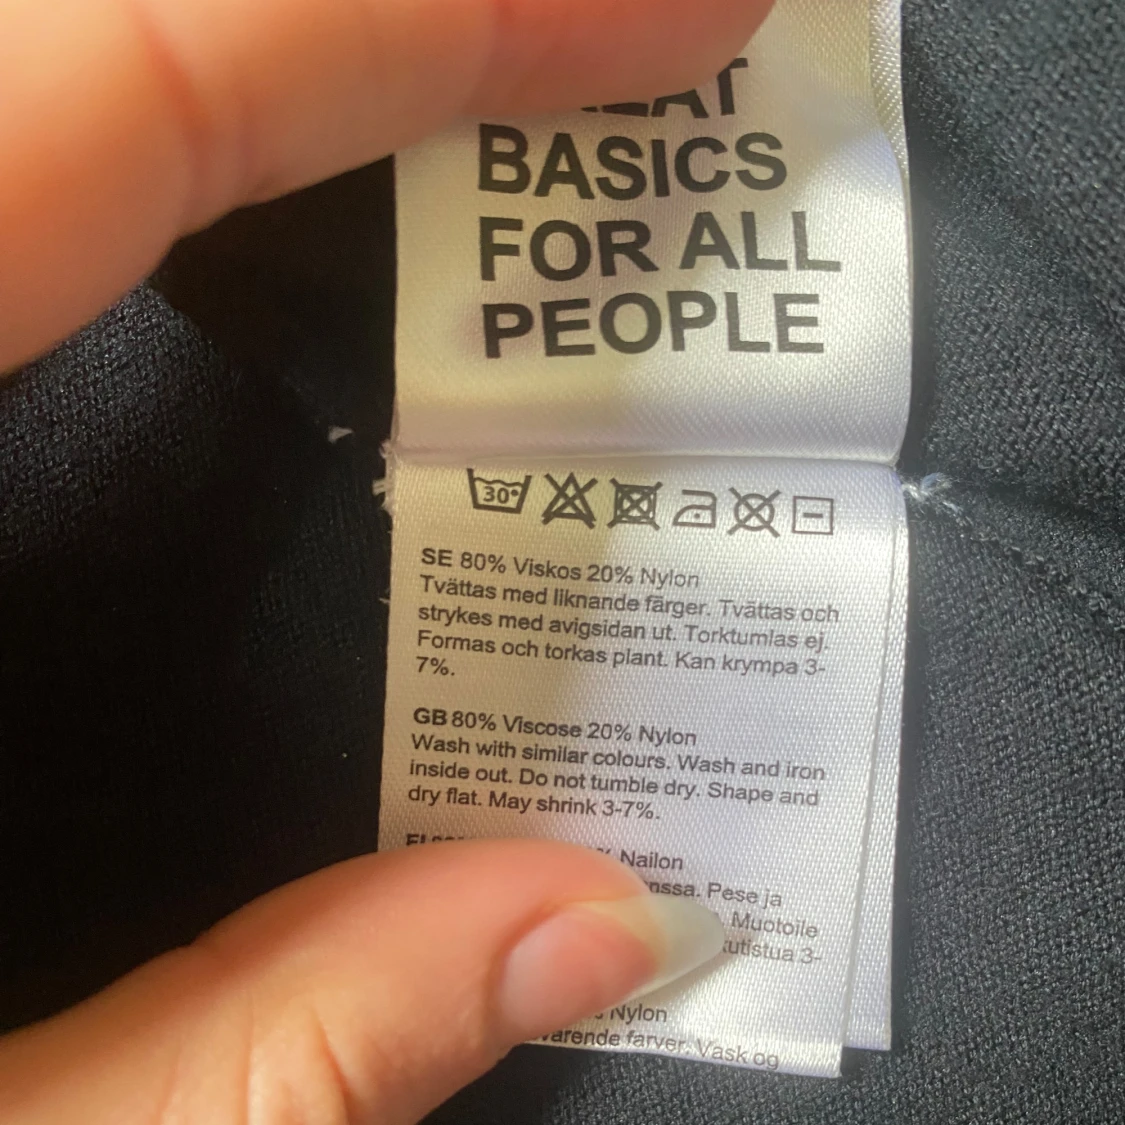 BASICS
FOR ALL
PEOPLE
30°
SE 80% Viskos 20% Nylon
Tvättas med liknande färger. Tvättas och
strykes med avigsidan ut. Torktumlas ej.
Formas och torkas plant. Kan krympa 3-
7%.
GB 80% Viscose 20% Nylon
Wash with similar colours. Wash and iron
inside out. Do not tumble dry. Shape and
dry flat. May shrink 3-7%.
Nailon
Pese ja
Muotoile
3-
Nylon
farver. Vask og